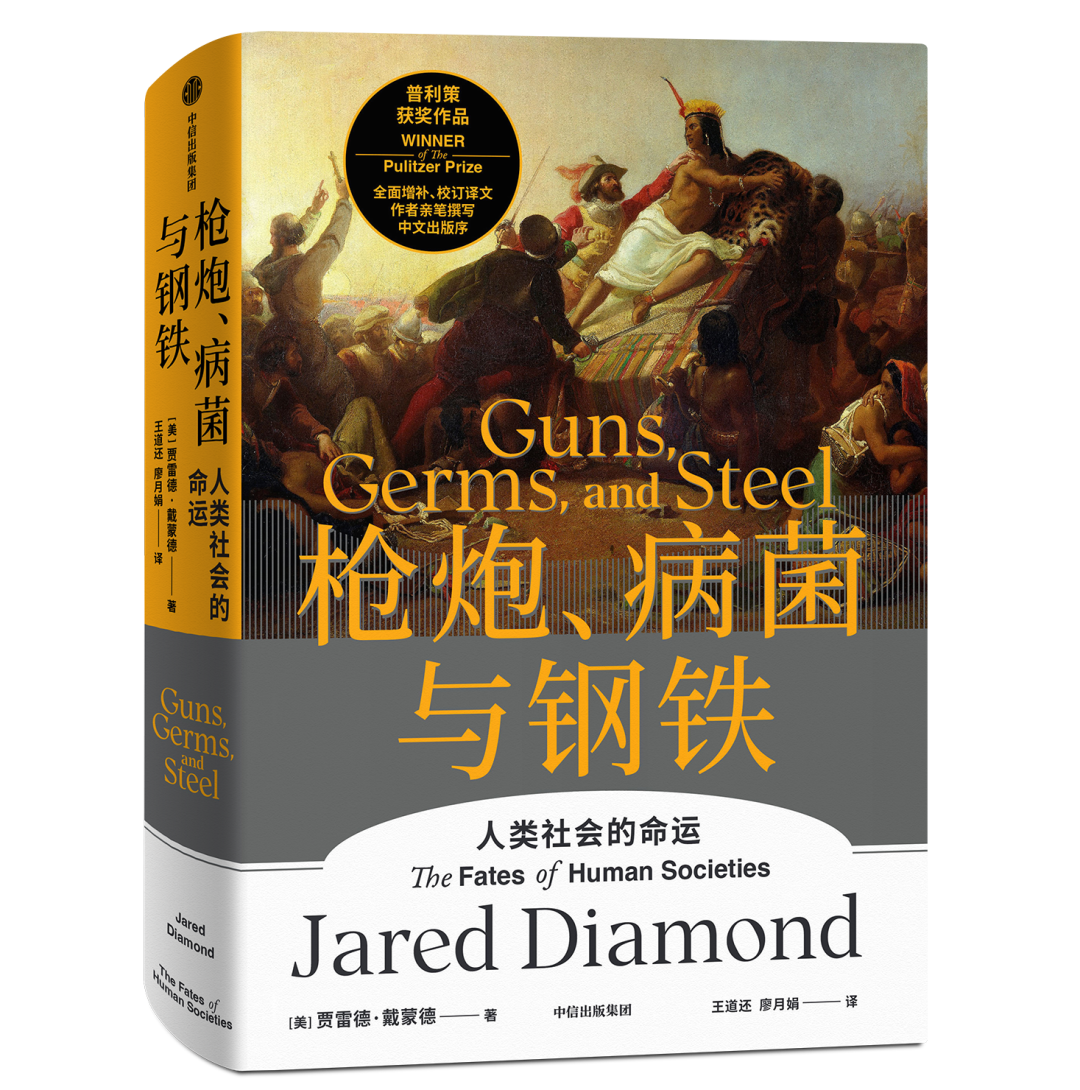 中信出版集团
枪炮、病菌
与钢铁
人类社会的
命运
[美] 贾雷德·戴蒙德 —— 著
王道还 廖月娟 —— 译
Guns,
Germs,
and
Steel
Jared
Diamond
The Fates of
Human Societies
普利策
获奖作品
WINNER
of The
Pulitzer Prize
全面增补、校订译文
作者亲笔撰写
中文出版序
Guns,
Germs, and Steel
枪炮、病菌
与钢铁
人类社会的命运
The Fates of Human Societies
Jared Diamond
[美] 贾雷德·戴蒙德 —— 著 中信出版集团 王道还 廖月娟 —— 译